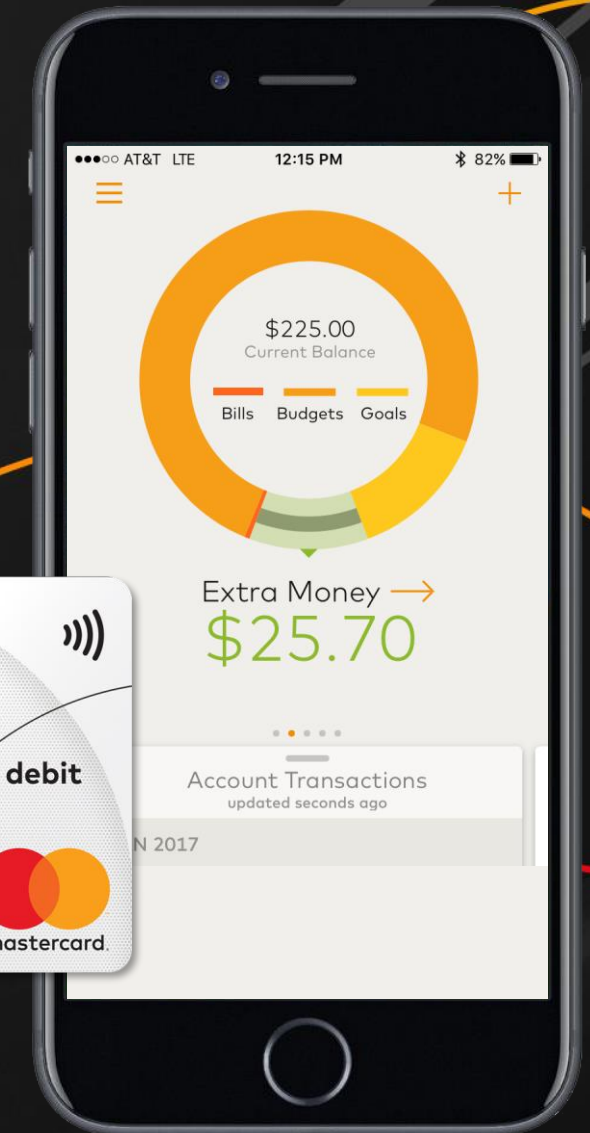 AT&T LTE 12:15 PM 82%
$225.00
Current Balance
Bills Budgets Goals
Extra Money →
$25.70
Account Transactions
updated seconds ago
N 2017
debit
mastercard.